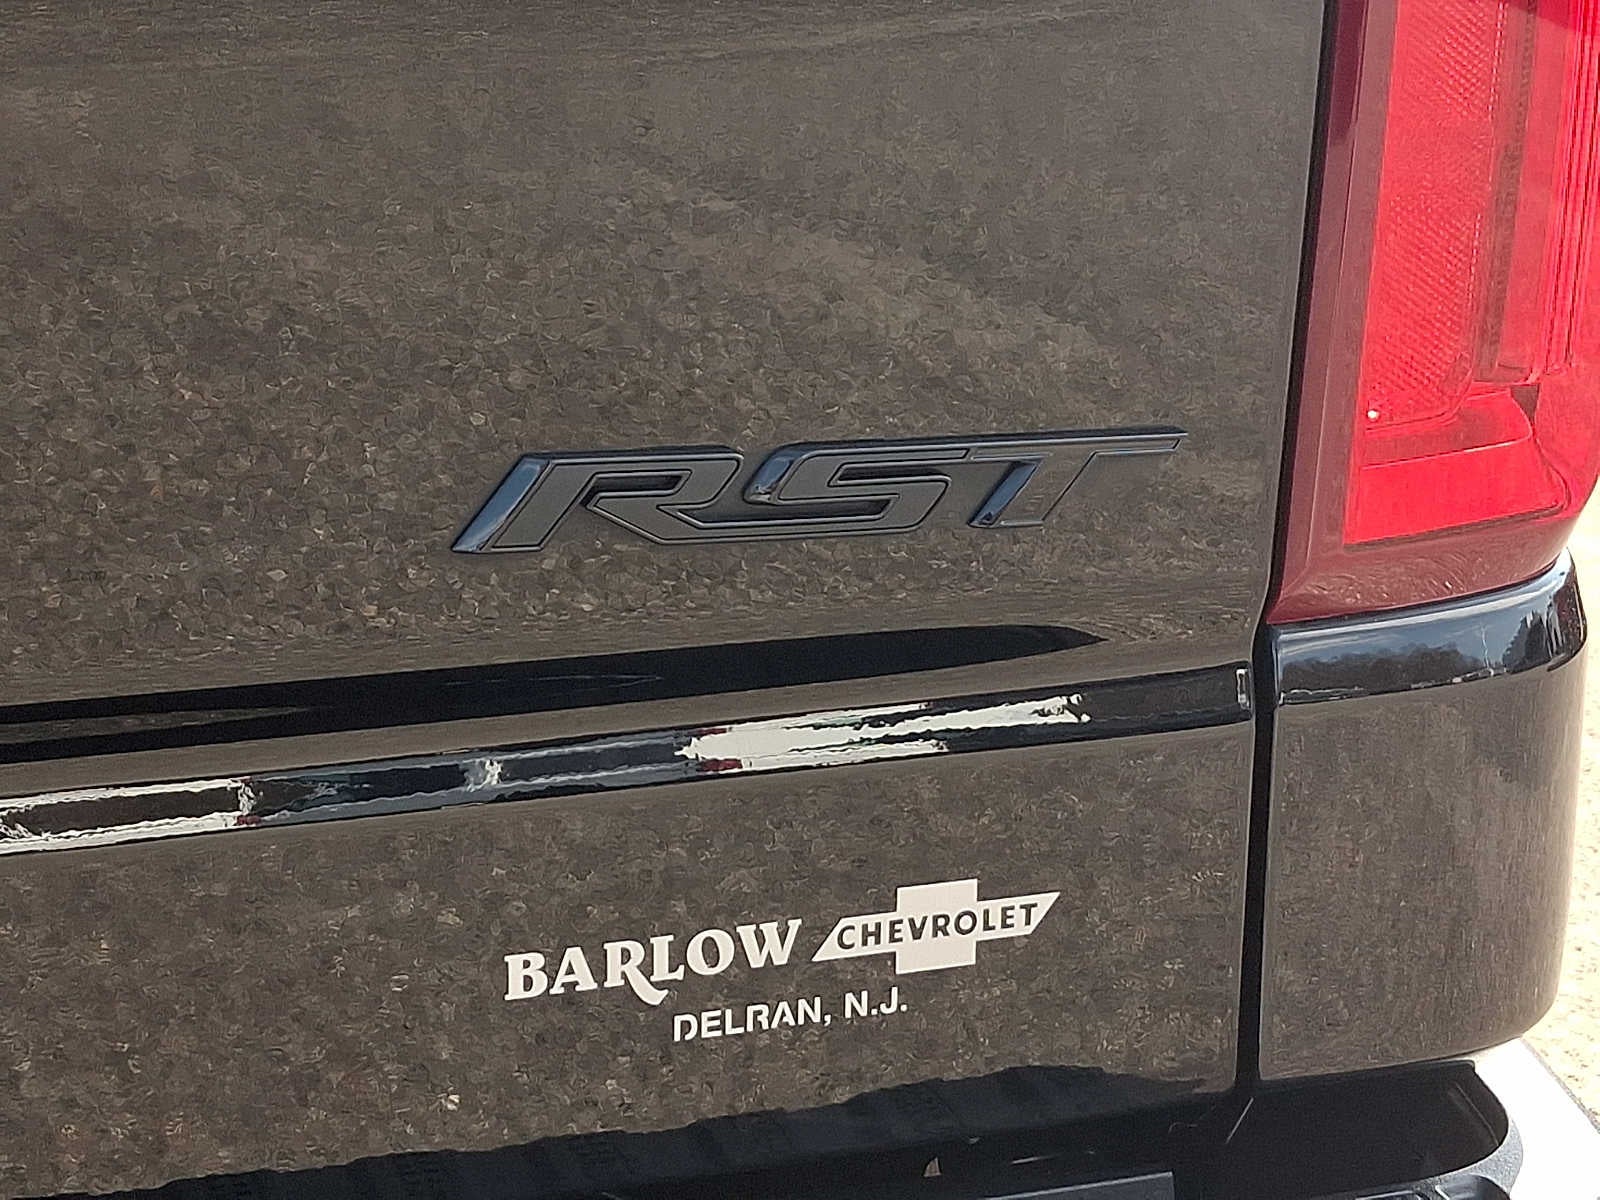 RST
BARLOW CHEVROLET
DELRAN, N.J.